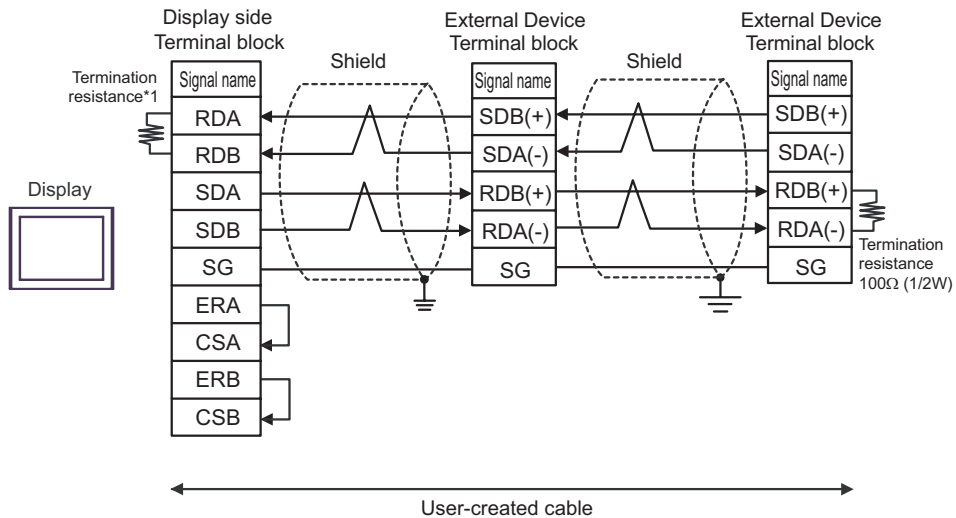 Display side
Terminal block
External Device
Terminal block
External Device
Terminal block
Shield
Shield
Termination
resistance*1
Signal name
RDA
RDB
SDA
SDB
SG
ERA
CSA
ERB
CSB
Signal name
SDB(+)
SDA(-)
RDB(+)
RDA(-)
SG
Signal name
SDB(+)
SDA(-)
RDB(+)
RDA(-)
SG
Display
Termination
resistance
100Ω (1/2W)
User-created cable